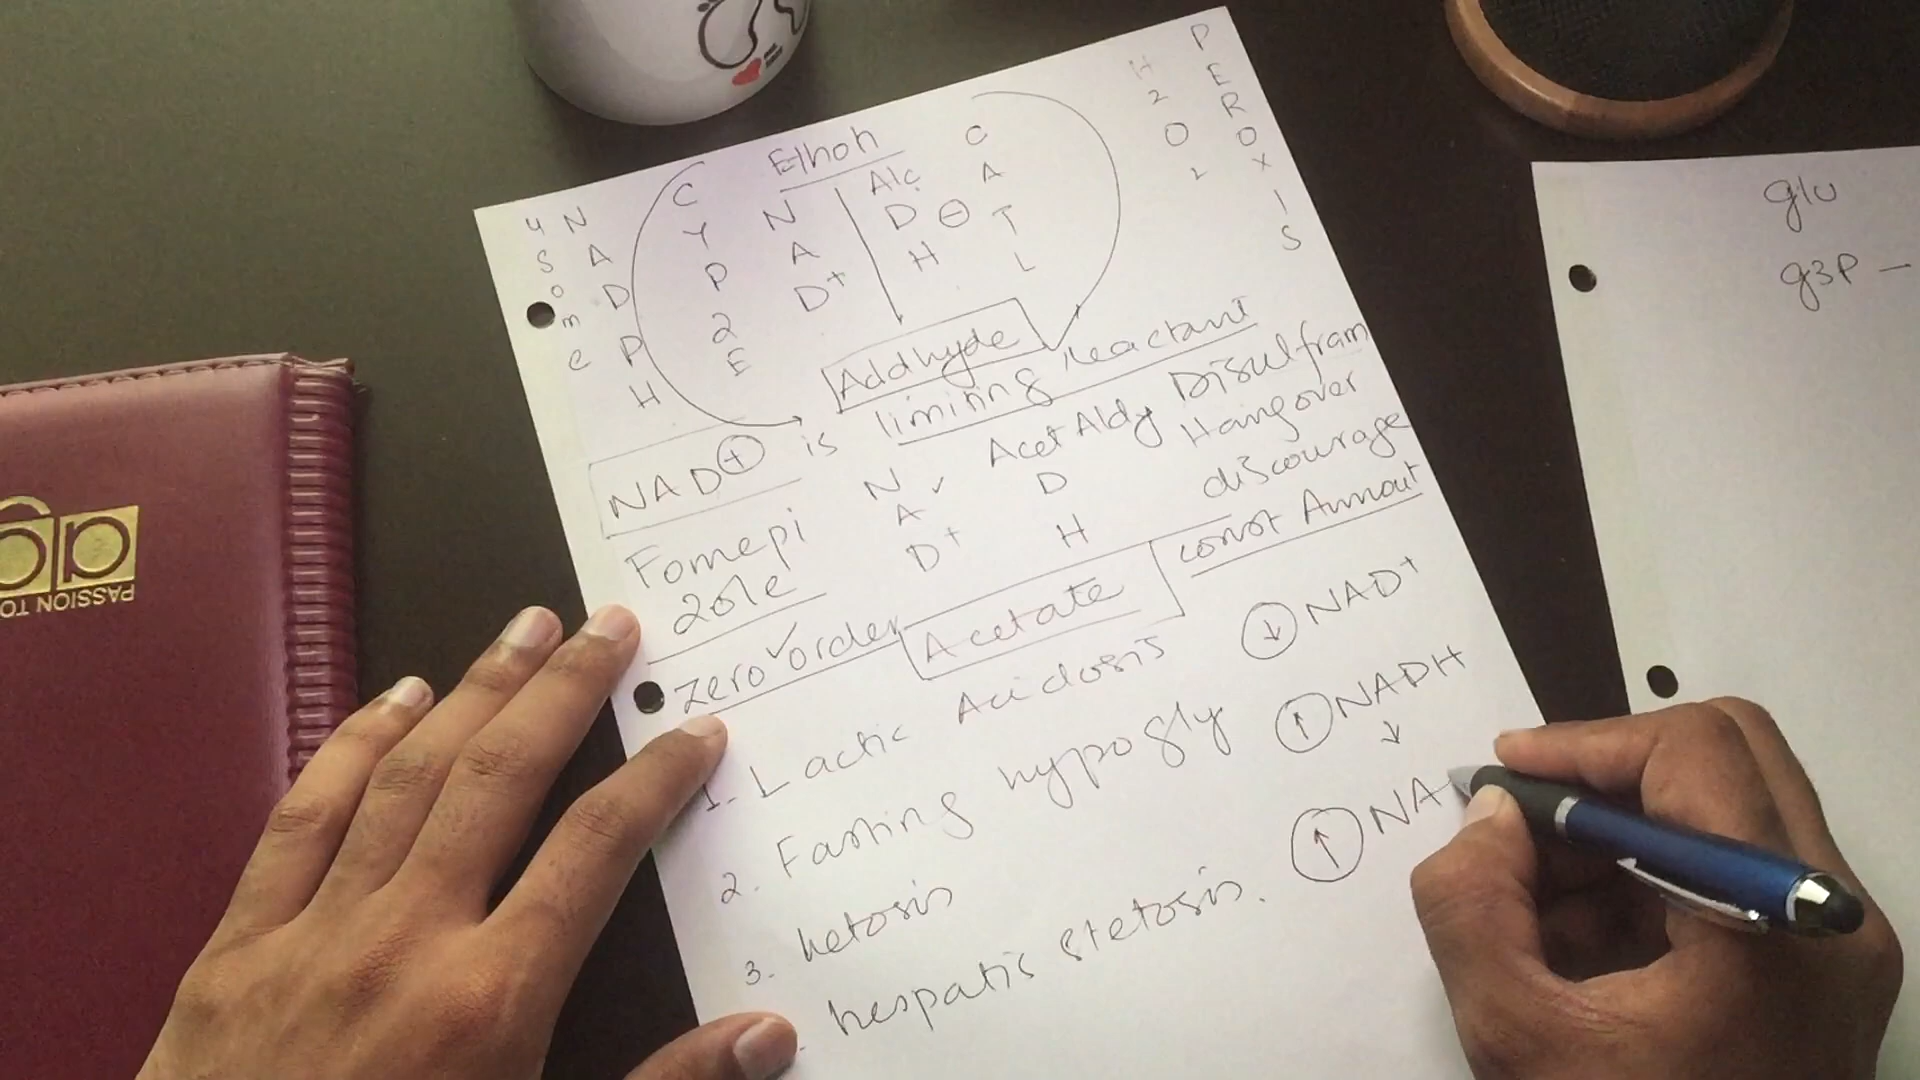 Ethoh
C
Y
P
2
E
N
A
D+
Alc
D
H
⊖
C
A
T
L
H
2
O
2
P
E
R
O
X
I
S
4
S
o
m
e
N
A
D
P
H
Aldhyde
NAD+ is limiting reactant
Fomepi
zole
N
A
D+
Acet Aldy
D
H
Disulfram
Hangover
discourage
zero order
Acetate
const Amount
1. Lactic Acidosis
2. Fasting hypogly
3. ketosis
hespatis stetosis.
↓ NAD+
↑ NADH
↓
↑ NA
glu
g3P —
PASSION TO